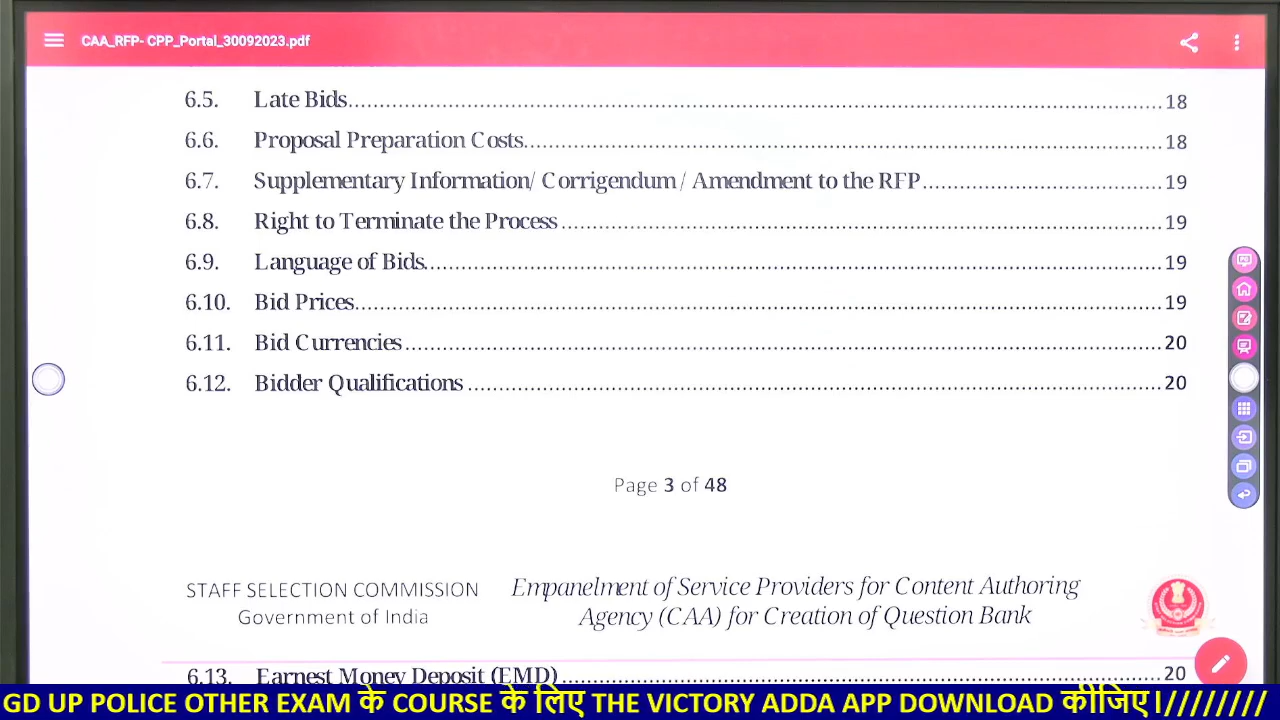 CAA_RFP- CPP_Portal_30092023.pdf
6.5. Late Bids 18
6.6. Proposal Preparation Costs 18
6.7. Supplementary Information/ Corrigendum / Amendment to the RFP 19
6.8. Right to Terminate the Process 19
6.9. Language of Bids 19
6.10. Bid Prices 19
6.11. Bid Currencies 20
6.12. Bidder Qualifications 20
Page 3 of 48
STAFF SELECTION COMMISSION
Government of India
Empanelment of Service Providers for Content Authoring
Agency (CAA) for Creation of Question Bank
6.13. Earnest Money Deposit (EMD) 20
GD UP POLICE OTHER EXAM के COURSE के लिए THE VICTORY ADDA APP DOWNLOAD कीजिए।////////